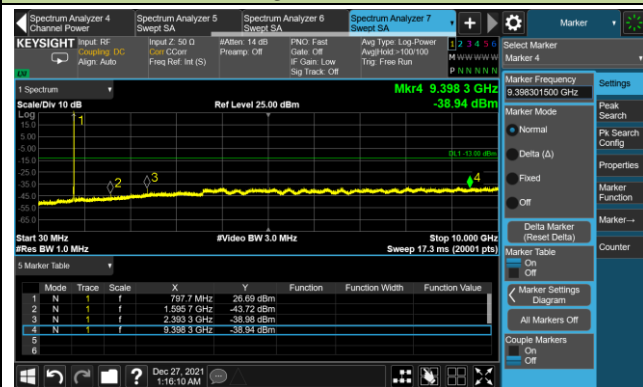 Spectrum Analyzer 4 Channel Power
Spectrum Analyzer 5 Swept SA
Spectrum Analyzer 6 Swept SA
Spectrum Analyzer 7 Swept SA
Marker
KEYSIGHT Input: RF Input Z: 50 Ω #Atten: 14 dB PNO: Fast Avg Type: Log-Power 1 2 3 4 5 6
Coupling: DC Corr CCorr Preamp: Off Gate: Off Avg|Hold >100/100 M W W W W W
Align: Auto Freq Ref: Int (S) IF Gain: Low Trig: Free Run
Sig Track: Off P N N N N N
Select Marker
Marker 4
1 Spectrum
Mkr4 9.398 3 GHz
Scale/Div 10 dB Ref Level 25.00 dBm -38.94 dBm
Log
15.0
5.00
-5.00
-15.0
-25.0
-35.0
-45.0
-55.0
-65.0
1
2
3
4
DL1 -13.00 dBm
Start 30 MHz #Video BW 3.0 MHz Stop 10.000 GHz
#Res BW 1.0 MHz Sweep 17.3 ms (20001 pts)
5 Marker Table
Mode Trace Scale X Y Function Function Width Function Value
1 N 1 f 797.7 MHz 26.69 dBm
2 N 1 f 1.595 7 GHz -43.72 dBm
3 N 1 f 2.393 3 GHz -38.98 dBm
4 N 1 f 9.398 3 GHz -38.94 dBm
5
6
Marker Frequency
9.398301500 GHz
Marker Mode
Normal
Delta (Δ)
Fixed
Off
Delta Marker
(Reset Delta)
Marker Table
On
Off
Marker Settings
Diagram
All Markers Off
Couple Markers
On
Off
Settings
Peak
Search
Pk Search
Config
Properties
Marker
Function
Marker→
Counter
Dec 27, 2021
1:16:10 AM